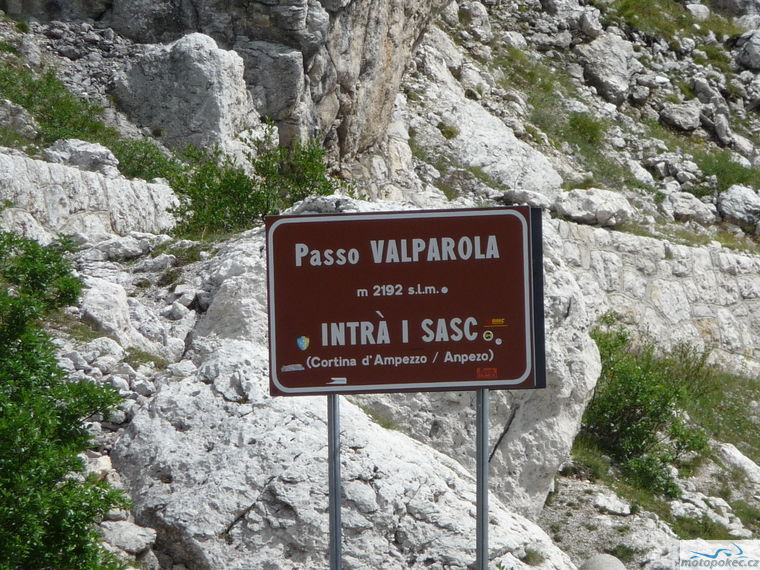 Passo VALPAROLA
m 2192 s.l.m.
INTRÀ I SASC
(Cortina d'Ampezzo / Anpezo)
motopokec.cz